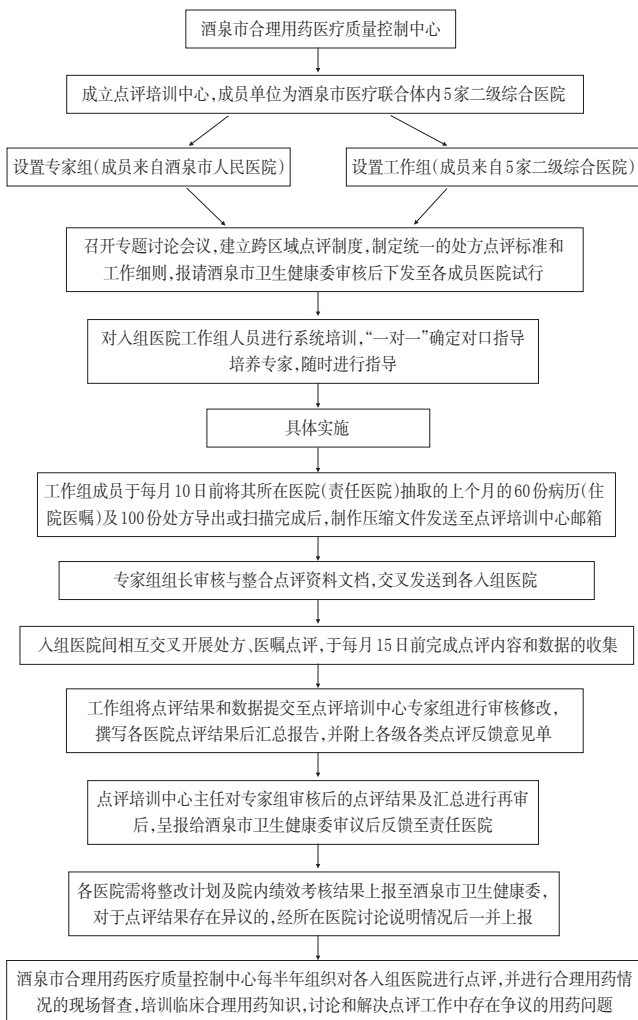 酒泉市合理用药医疗质量控制中心
成立点评培训中心,成员单位为酒泉市医疗联合体内5家二级综合医院
设置专家组(成员来自酒泉市人民医院)
设置工作组(成员来自5家二级综合医院)
召开专题讨论会议,建立跨区域点评制度,制定统一的处方点评标准和
工作细则,报请酒泉市卫生健康委审核后下发至各成员医院试行
对入组医院工作组人员进行系统培训,“一对一”确定对口指导
培养专家,随时进行指导
具体实施
工作组成员于每月10日前将其所在医院(责任医院)抽取的上个月的60份病历(住
院医嘱)及100份处方导出或扫描完成后,制作压缩文件发送至点评培训中心邮箱
专家组组长审核与整合点评资料文档,交叉发送到各入组医院
入组医院间相互交叉开展处方、医嘱点评,于每月15日前完成点评内容和数据的收集
工作组将点评结果和数据提交至点评培训中心专家组进行审核修改,
撰写各医院点评结果后汇总报告,并附上各级各类点评反馈意见单
点评培训中心主任对专家组审核后的点评结果及汇总进行再审
后,呈报给酒泉市卫生健康委审议后反馈至责任医院
各医院需将整改计划及院内绩效考核结果上报至酒泉市卫生健康委,
对于点评结果存在异议的,经所在医院讨论说明情况后一并上报
酒泉市合理用药医疗质量控制中心每半年组织对各入组医院进行点评,并进行合理用药情
况的现场督查,培训临床合理用药知识,讨论和解决点评工作中存在争议的用药问题